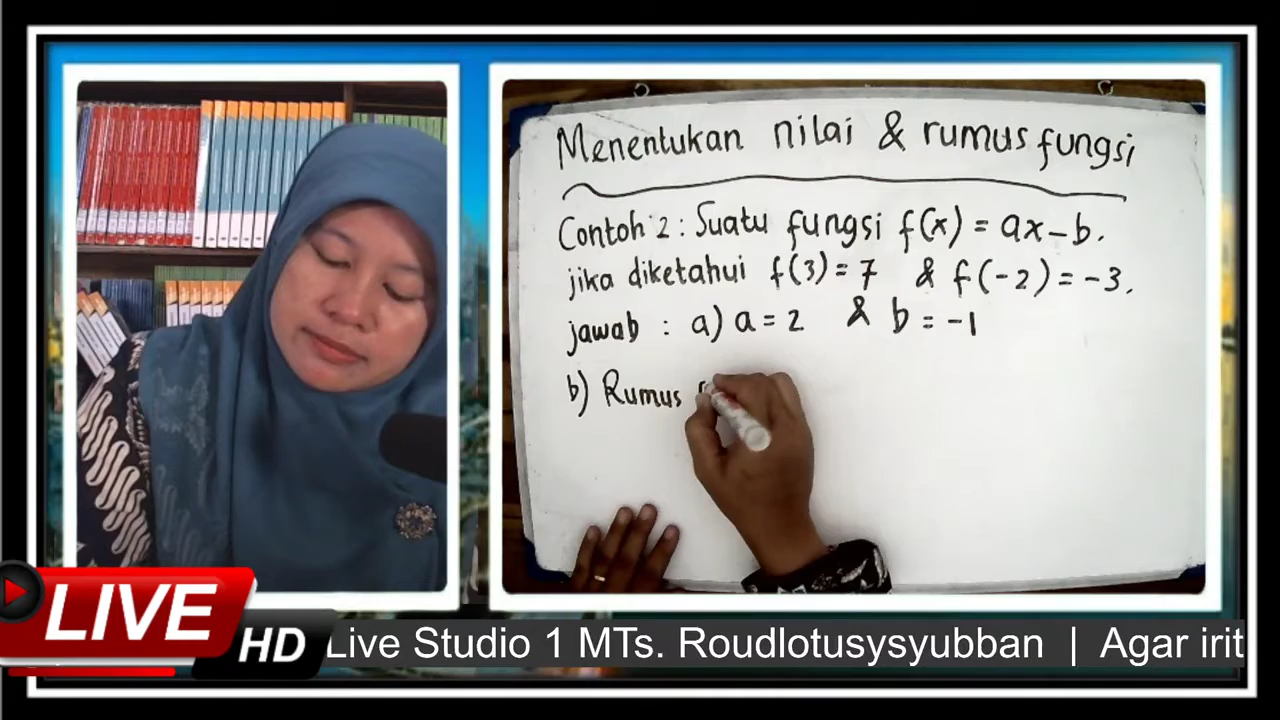 Menentukan nilai & rumus fungsi
Contoh 2 : Suatu fungsi f(x) = ax – b.
jika diketahui f(3) = 7 & f(-2) = -3.
jawab : a) a = 2 & b = -1
b) Rumus
LIVE
HD
Live Studio 1 MTs. Roudlotusysyubban | Agar irit